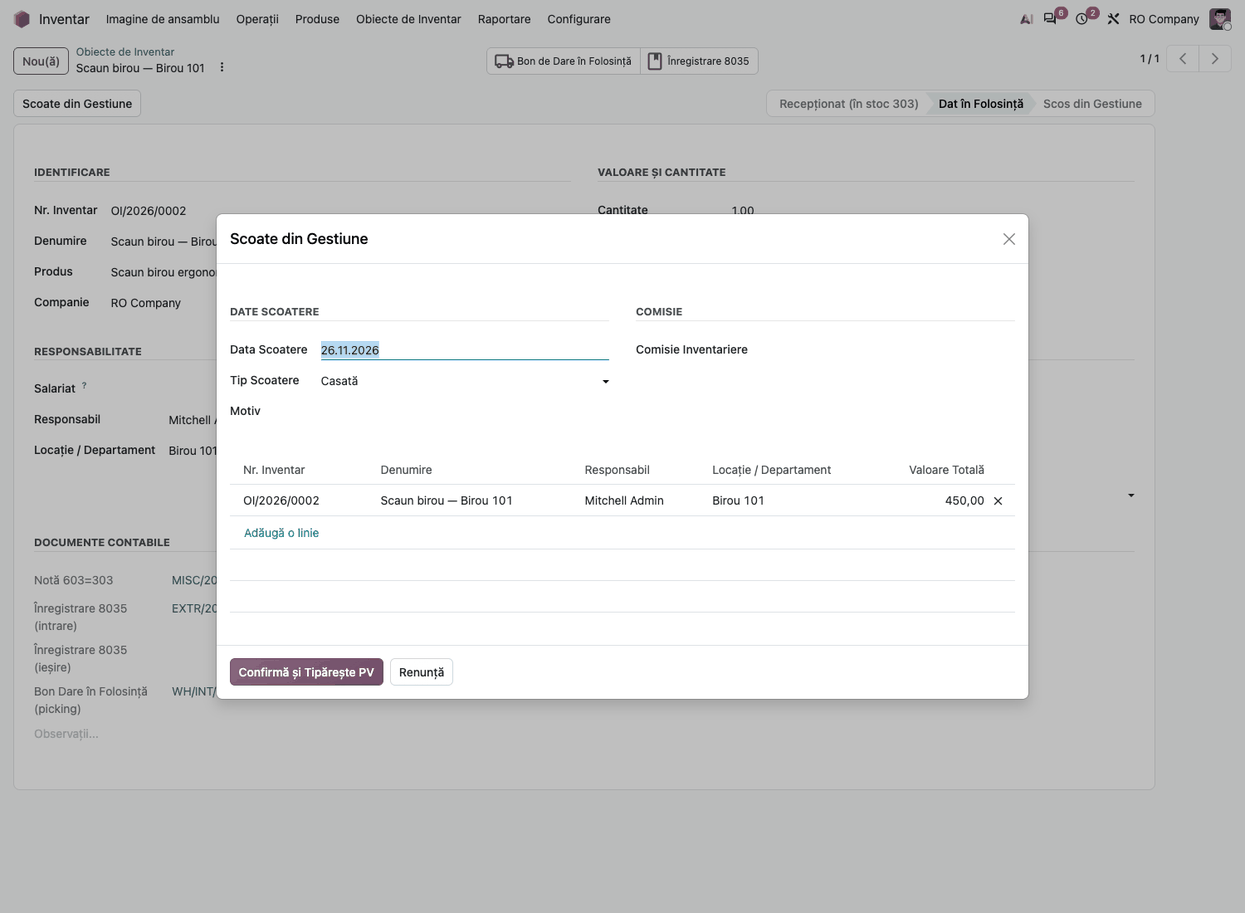 Inventar Imagine de ansamblu Operații Produse Obiecte de Inventar Raportare Configurare 6 2 RO Company
Nou(ă) Obiecte de Inventar
Scaun birou — Birou 101
Bon de Dare în Folosință Înregistrare 8035 1 / 1
Scoate din Gestiune Recepționat (în stoc 303) Dat în Folosință Scos din Gestiune
IDENTIFICARE VALOARE ȘI CANTITATE
Nr. Inventar OI/2026/0002 Cantitate 1,00
Denumire Scaun birou — Birou
Produs Scaun birou ergono
Companie RO Company
RESPONSABILITATE
Salariat ?
Responsabil Mitchell
Locație / Departament Birou 101
DOCUMENTE CONTABILE
Notă 603=303 MISC/20
Înregistrare 8035 EXTR/20
(intrare)
Înregistrare 8035
(ieșire)
Bon Dare în Folosință WH/INT/
(picking)
Observații...
Scoate din Gestiune
DATE SCOATERE COMISIE
Data Scoatere 26.11.2026 Comisie Inventariere
Tip Scoatere Casată
Motiv
Nr. Inventar Denumire Responsabil Locație / Departament Valoare Totală
OI/2026/0002 Scaun birou — Birou 101 Mitchell Admin Birou 101 450,00
Adăugă o linie
Confirmă și Tipărește PV Renunță